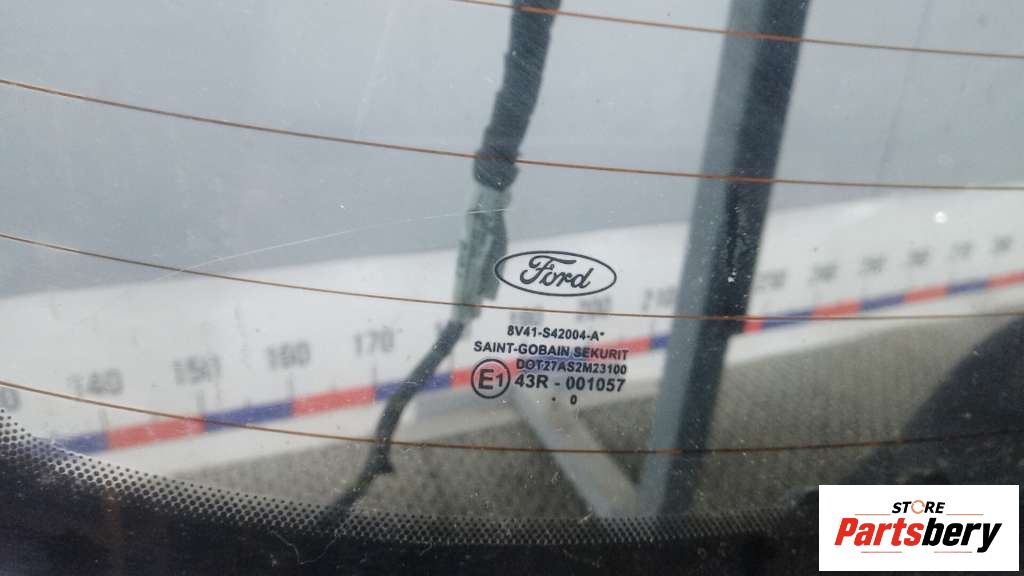 Ford
8V41-S42004-A*
SAINT-GOBAIN SEKURIT
DOT27AS2M23100
E1 43R - 001057
. 0
140 150 160 170 190 200 210
STORE
Partsbery